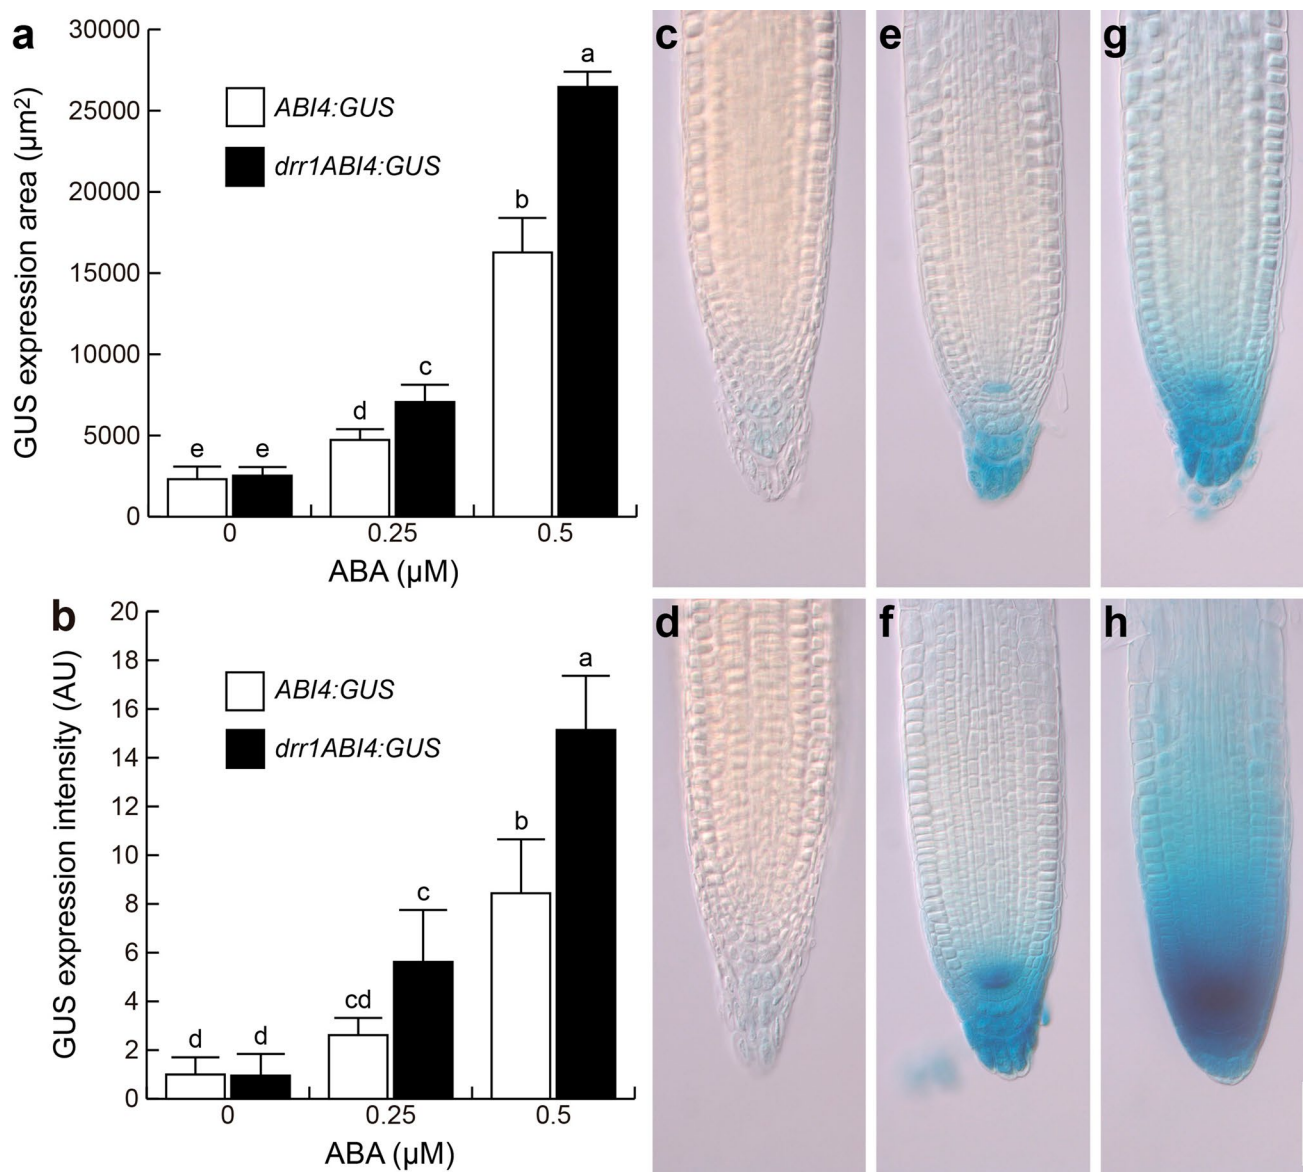 a
GUS expression area (µm²)
30000
25000
20000
15000
10000
5000
0
ABI4:GUS
drr1ABI4:GUS
e
e
d
c
b
a
0
0.25
0.5
ABA (µM)
b
GUS expression intensity (AU)
20
18
16
14
12
10
8
6
4
2
0
ABI4:GUS
drr1ABI4:GUS
d
d
cd
c
b
a
0
0.25
0.5
ABA (µM)
c
e
g
d
f
h